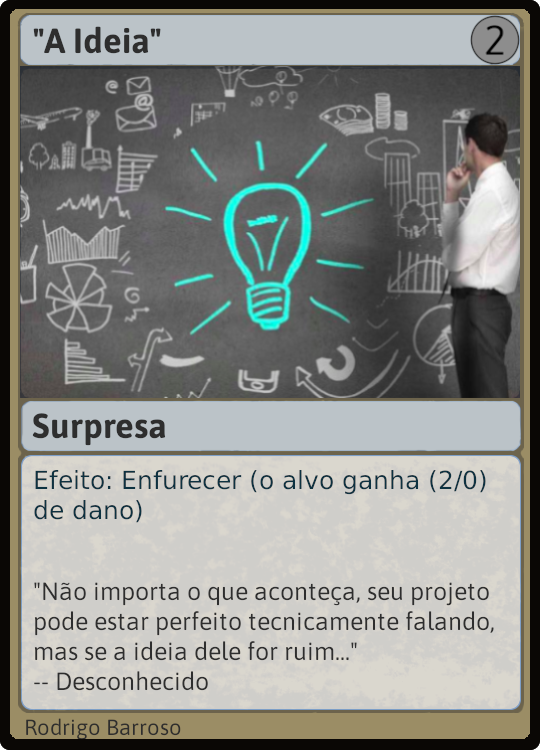 "A Ideia"
2
Surpresa
Efeito: Enfurecer (o alvo ganha (2/0)
de dano)
"Não importa o que aconteça, seu projeto
pode estar perfeito tecnicamente falando,
mas se a ideia dele for ruim..."
-- Desconhecido
Rodrigo Barroso